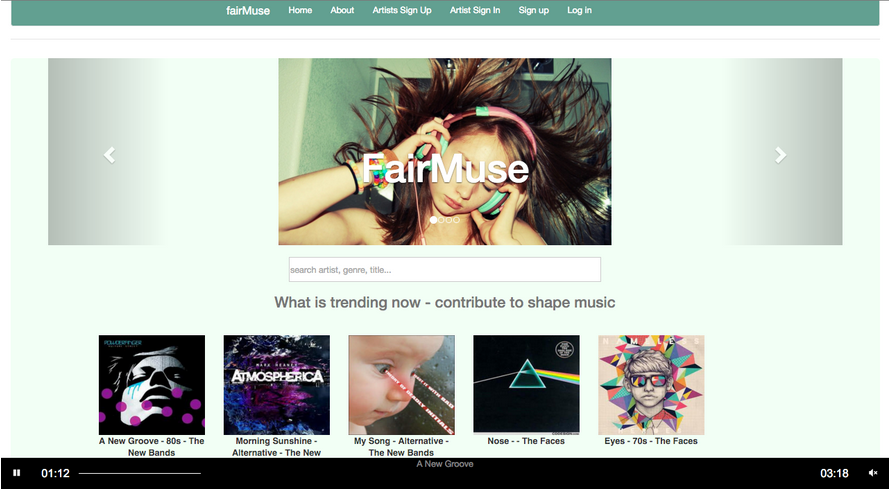 fairMuse Home About Artists Sign Up Artist Sign In Sign up Log in
FairMuse
search artist, genre, title...
What is trending now - contribute to shape music
POWDERFINGER
ATMOSPHERICA
NAMELESS
A New Groove - 80s - The
New Bands
Morning Sunshine -
Alternative - The New
My Song - Alternative -
The New Bands
Nose - - The Faces
Eyes - 70s - The Faces
01:12
A New Groove
03:18